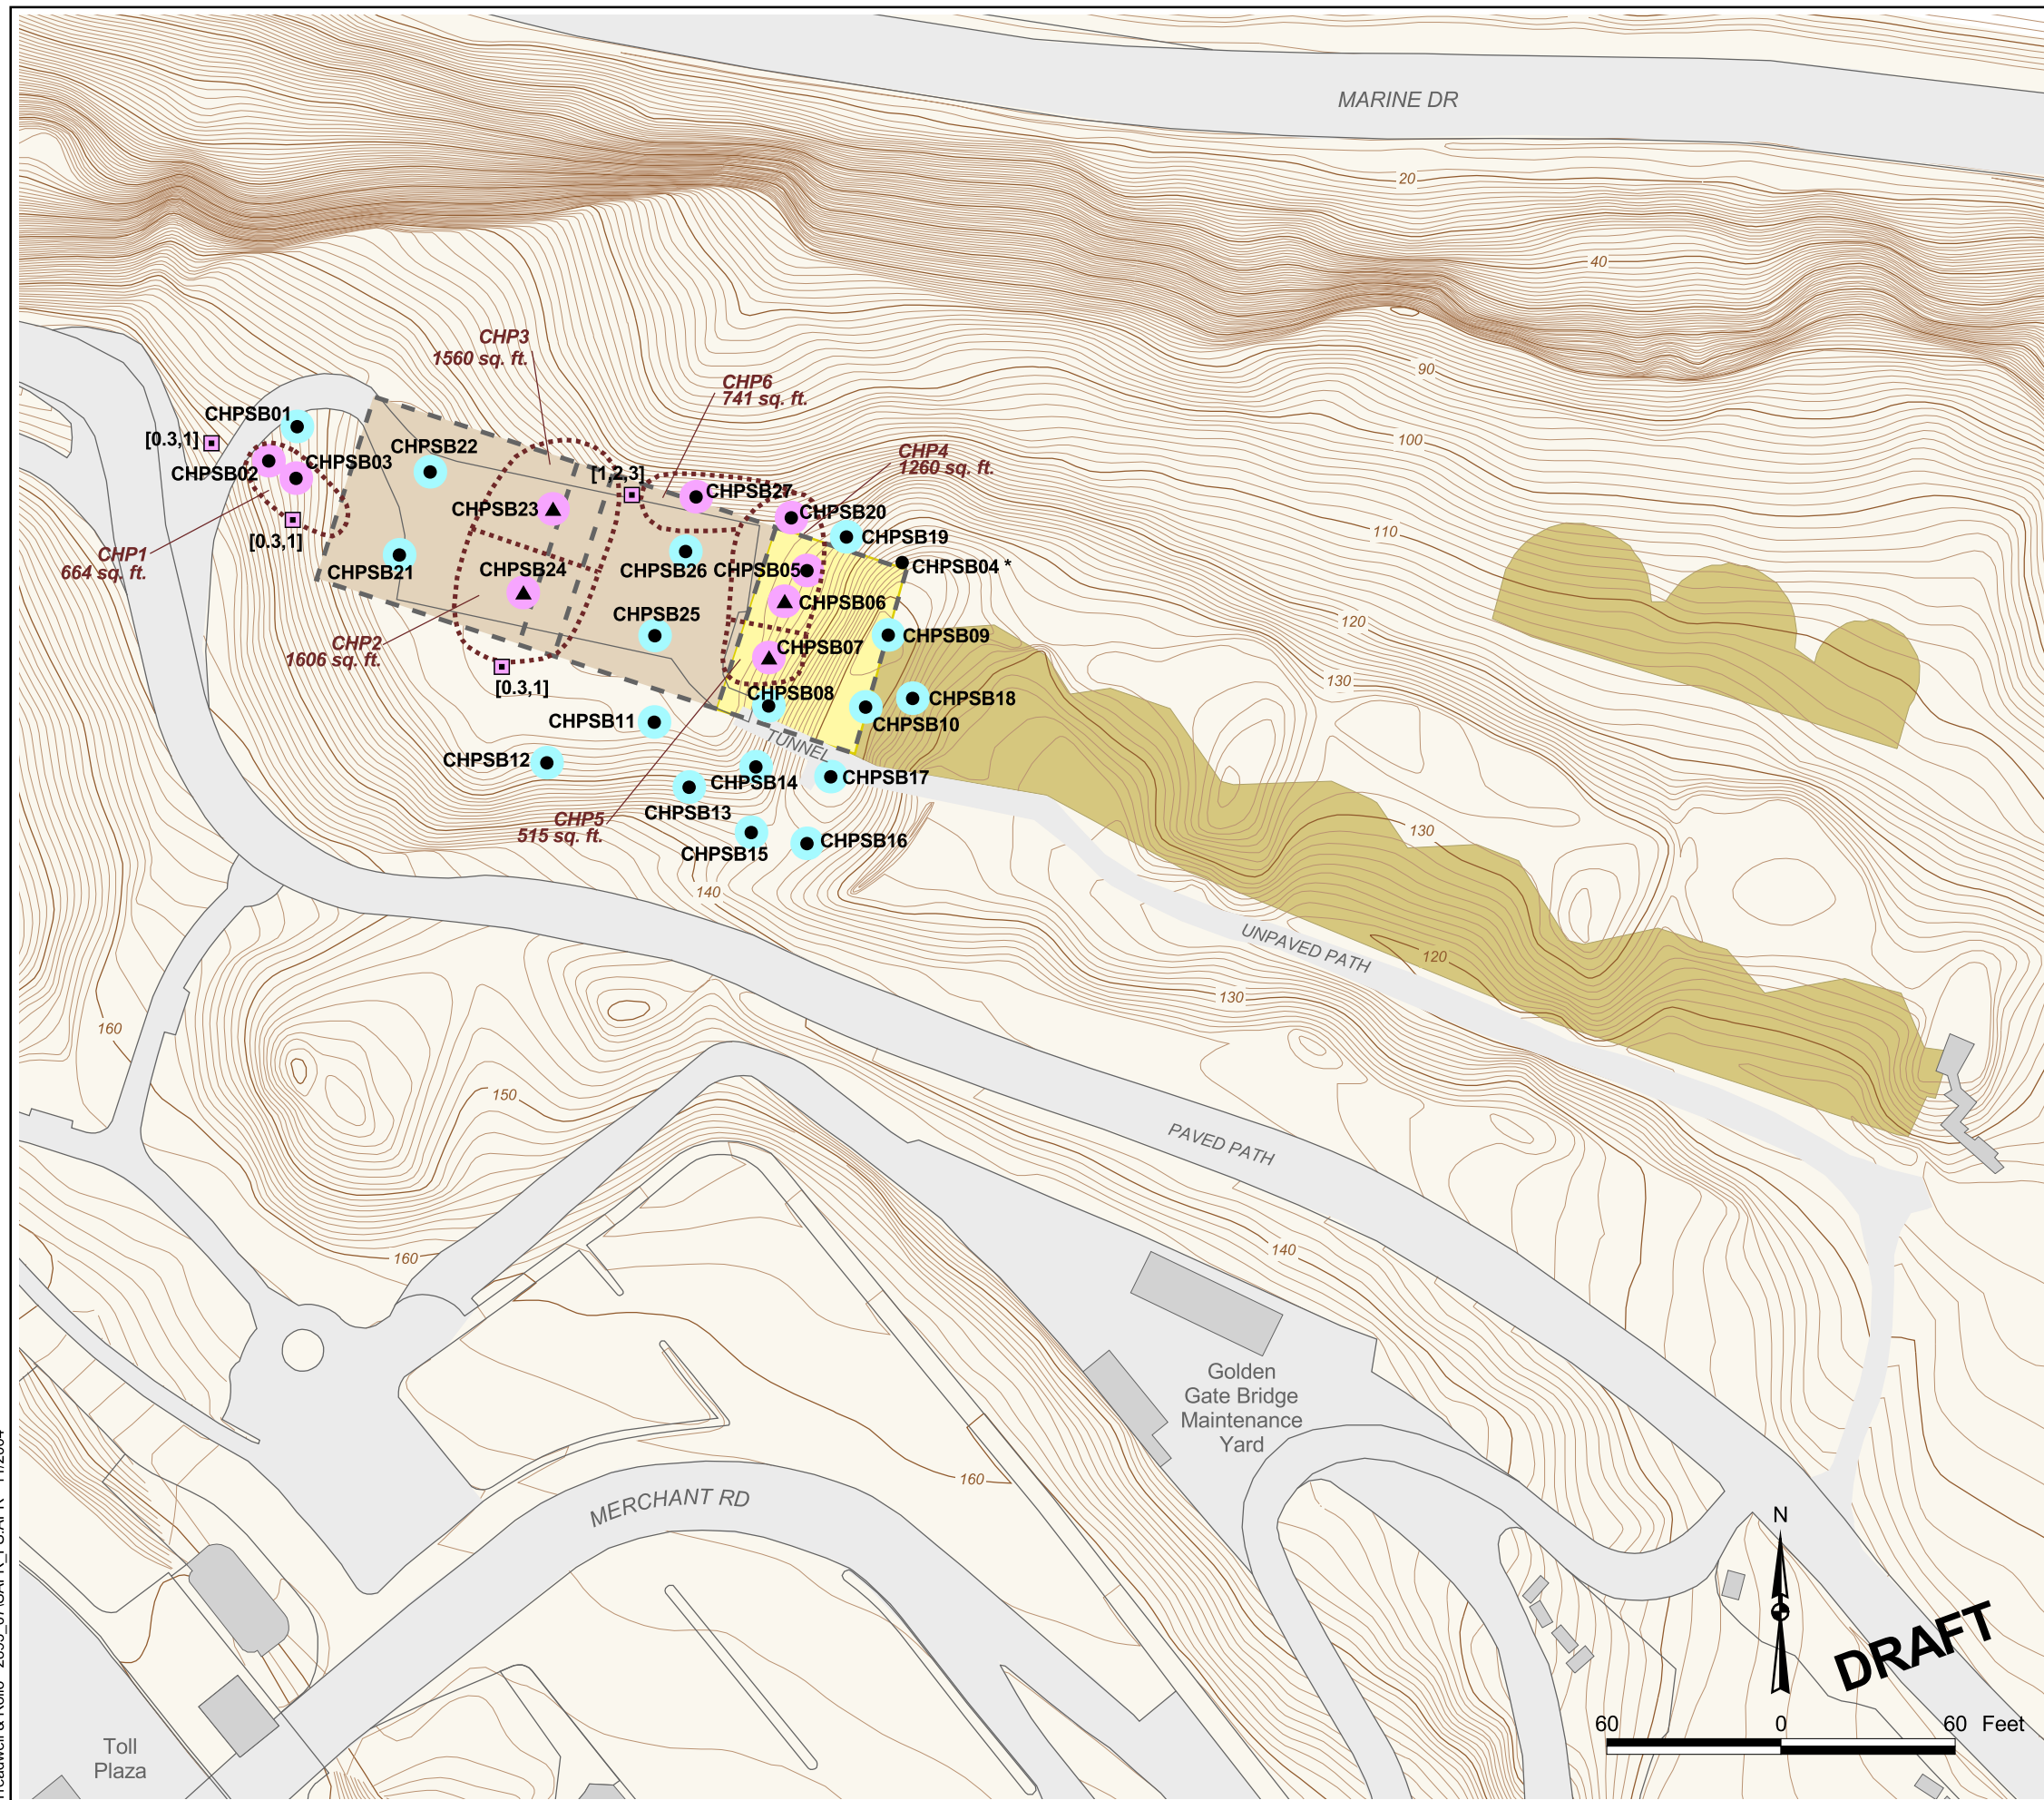 MARINE DR
20
40
90
100
110
120
130
CHP3
1560 sq. ft.
CHP6
741 sq. ft.
CHP4
1260 sq. ft.
CHPSB01
[0.3,1]
CHPSB02
CHPSB03
CHPSB22
[1,2,3]
CHPSB27
CHPSB23
CHPSB20
CHPSB19
[0.3,1]
CHP1
664 sq. ft.
CHPSB21
CHPSB24
CHPSB26
CHPSB05
CHPSB04 *
CHPSB06
CHPSB25
CHPSB09
CHP2
1606 sq. ft.
CHPSB07
[0.3,1]
CHPSB08
CHPSB18
CHPSB11
CHPSB10
TUNNEL
CHPSB12
CHPSB14
CHPSB17
CHPSB13
CHP5
515 sq. ft.
CHPSB15
CHPSB16
130
140
UNPAVED PATH
120
130
160
150
PAVED PATH
160
140
Golden
Gate Bridge
Maintenance
Yard
160
MERCHANT RD
N
DRAFT
60 0 60 Feet
Toll
Plaza